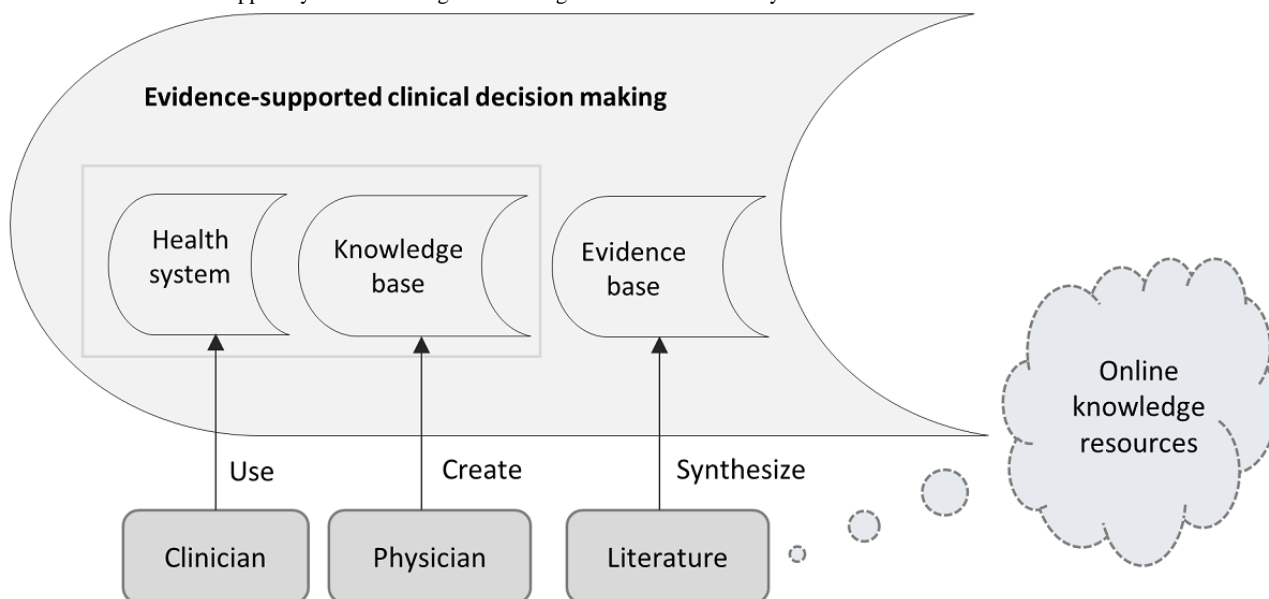 Evidence-supported clinical decision making
Health
system
Knowledge
base
Evidence
base
Online
knowledge
resources
Use
Create
Synthesize
Clinician
Physician
Literature